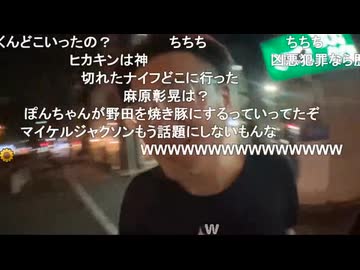 くんどこいったの？
ちちち
ちちち
ヒカキンは神
凶悪犯罪なら
切れたナイフどこに行った
麻原彰晃は？
ぽんちゃんが野田を焼き豚にするっていってたぞ
マイケルジャクソンもう話題にしないもんな
WWWWWWWWWWWWWWW
W